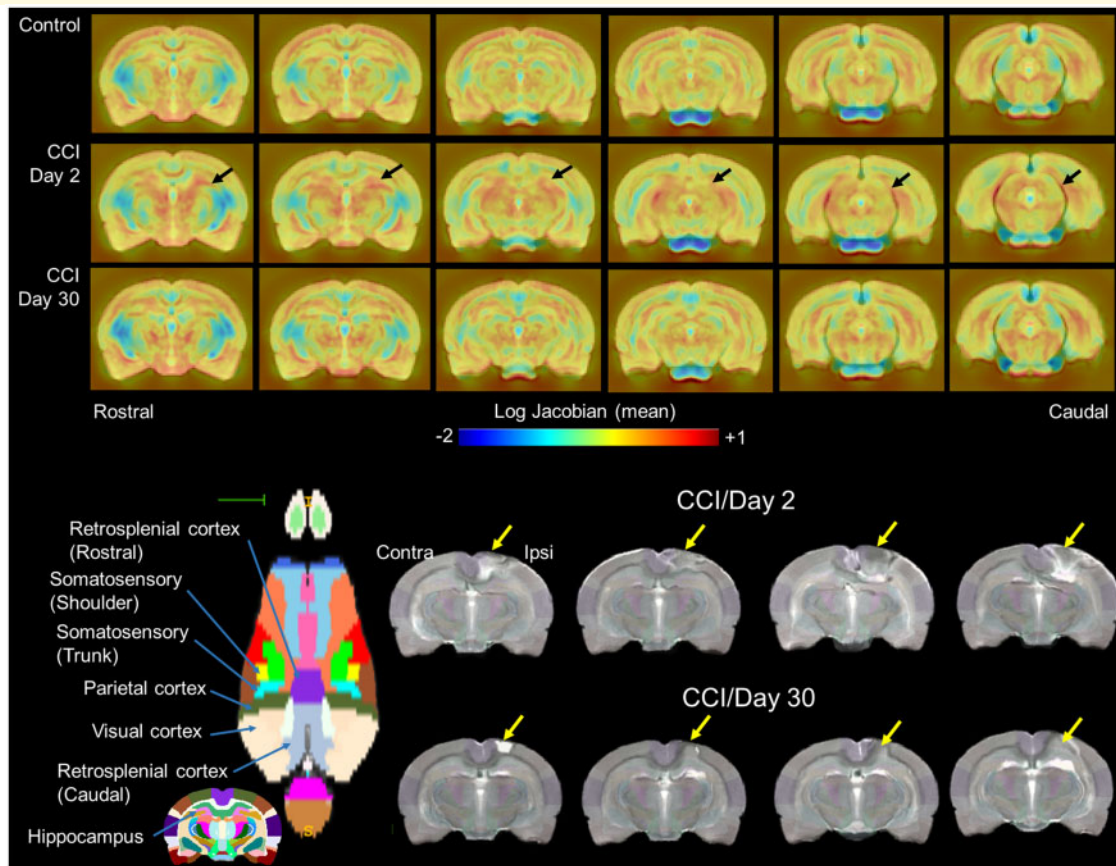 Control
CCI
Day 2
CCI
Day 30
Rostral
Log Jacobian (mean)
Caudal
-2
+1
CCI/Day 2
Retrosplenial cortex
(Rostral)
Contra
Ipsi
Somatosensory
(Shoulder)
Somatosensory
(Trunk)
Parietal cortex
CCI/Day 30
Visual cortex
Retrosplenial cortex
(Caudal)
Hippocampus
S